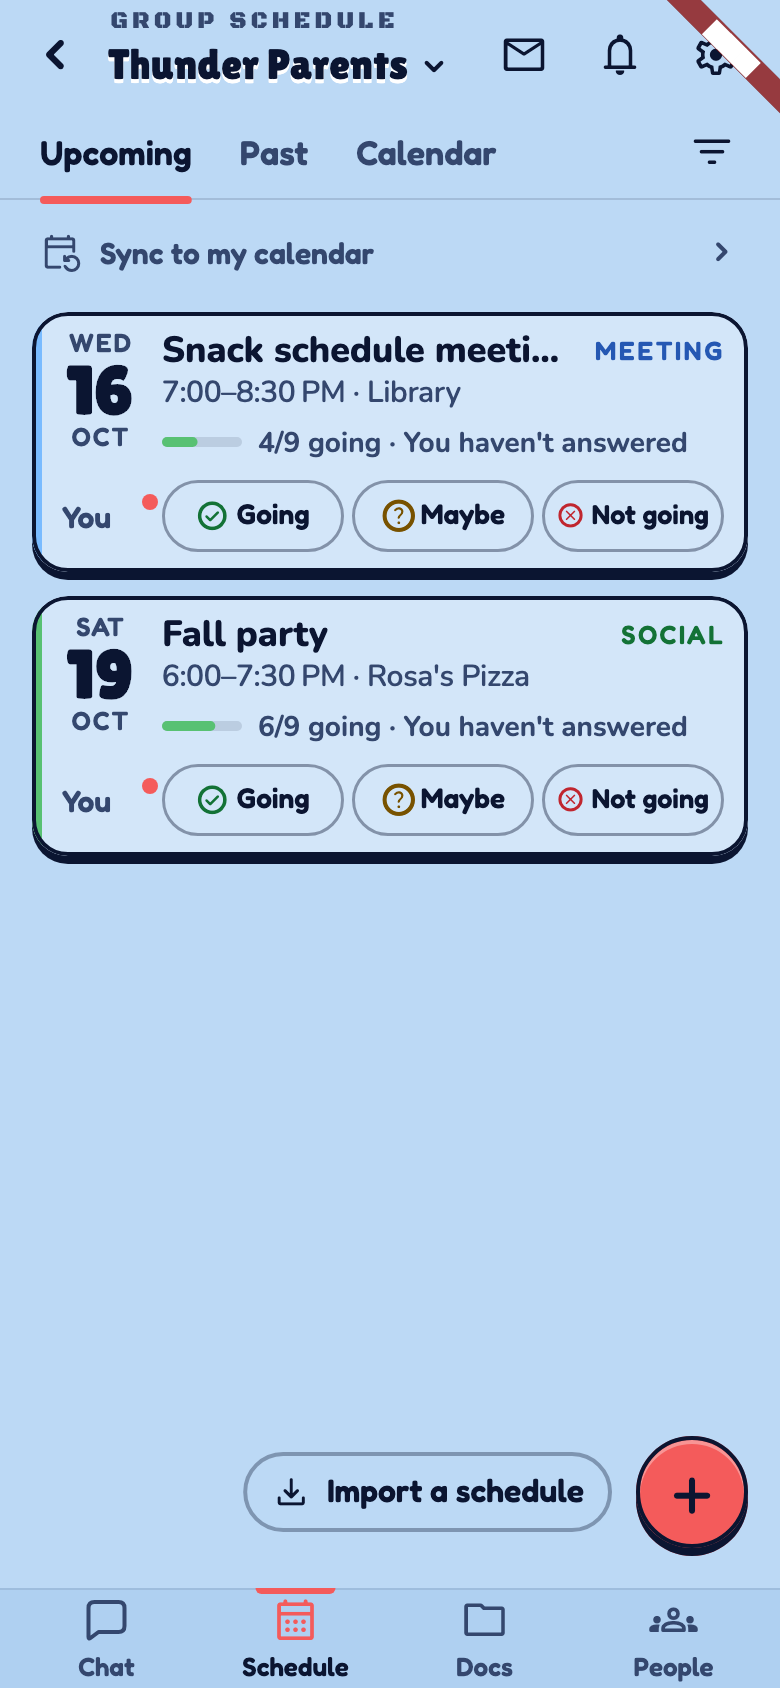 GROUP SCHEDULE
Thunder Parents
Upcoming Past Calendar
Sync to my calendar
WED
16
OCT
Snack schedule meeti... MEETING
7:00–8:30 PM · Library
4/9 going · You haven't answered
You Going Maybe Not going
SAT
19
OCT
Fall party SOCIAL
6:00–7:30 PM · Rosa's Pizza
6/9 going · You haven't answered
You Going Maybe Not going
Import a schedule
Chat Schedule Docs People